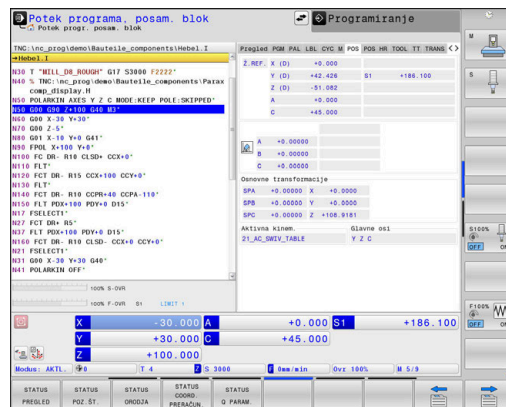 Potek programa, posam. blok
Potek progr. posam. blok
Programiranje
TNC:\nc_prog\demo\Bauteile_components\Hebel.I
→Hebel.I
N30 T "MILL_D8_ROUGH" G17 S3000 F2222*
N40 % TNC:\nc_prog\demo\Bauteile_components\Parax
comp_display.H
N50 POLARKIN AXES Y Z C MODE:KEEP POLE:SKIPPED*
N50 G00 G90 Z+100 G40 M3*
N60 G00 X-30 Y+30*
N70 G00 Z-5*
N80 G01 X-10 Y+0 G41*
N90 FPOL X+100 Y+0*
N100 FC DR- R10 CLSD+ CCX+0*
N110 FLT*
N120 FCT DR- R15 CCX+100 CCY+0*
N130 FLT*
N140 FCT DR- R10 CCPR+40 CCPA-110*
N150 FLT PDX+100 PDY+0 D15*
N17 FSELECT1*
N27 FCT DR+ R5*
N37 FLT PDX+100 PDY+0 D15*
N160 FCT DR- R10 CLSD- CCX+0 CCY+0*
N21 FSELECT1*
N31 G00 X-30 Y+30 G40*
N41 POLARKIN OFF*
100% S-OVR
100% F-OVR S1 LIMIT 1
Pregled PGM PAL LBL CYC M POS POS HR TOOL TT TRANS
Ž.REF. X (D) +0.000
Y (D) +42.426 S1 +186.100
Z (D) -51.082
A +0.000
C +45.000
A +0.00000
B +0.00000
C +0.00000
Osnovne transformacije
SPA +0.00000 X +0.0000
SPB +0.00000 Y +0.0000
SPC +0.00000 Z +108.9181
Aktivna kinem. Glavne osi
21_AC_SWIV_TABLE Y Z C
X -30.000 A +0.000 S1 +186.100
Y +30.000 C +45.000
Z +100.000
Modus: AKTL. 0 T 4 Z S 3000 F 0mm/min Ovr 100% M 5/9
STATUS PREGLED
STATUS POZ.ŠT.
STATUS ORODJA
STATUS COORD. PRERAČUN.
STATUS Q PARAM.
M
S
S100%
OFF ON
F100%
OFF ON